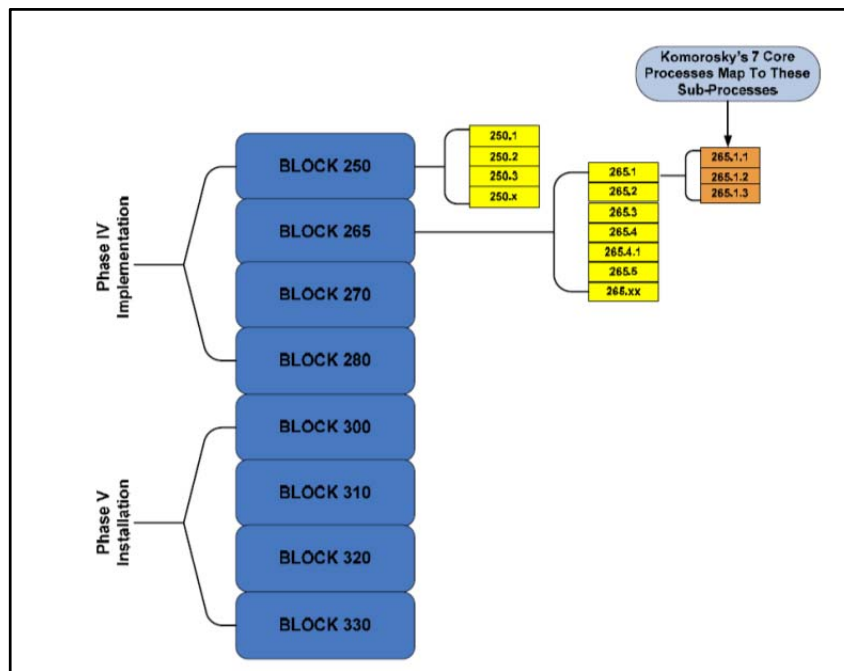 Komorosky's 7 Core
Processes Map To These
Sub-Processes
250.1
250.2
250.3
250.x
265.1
265.2
265.3
265.4
265.4.1
265.5
265.xx
265.1.1
265.1.2
265.1.3
Phase IV
Implementation
BLOCK 250
BLOCK 265
BLOCK 270
BLOCK 280
Phase V
Installation
BLOCK 300
BLOCK 310
BLOCK 320
BLOCK 330